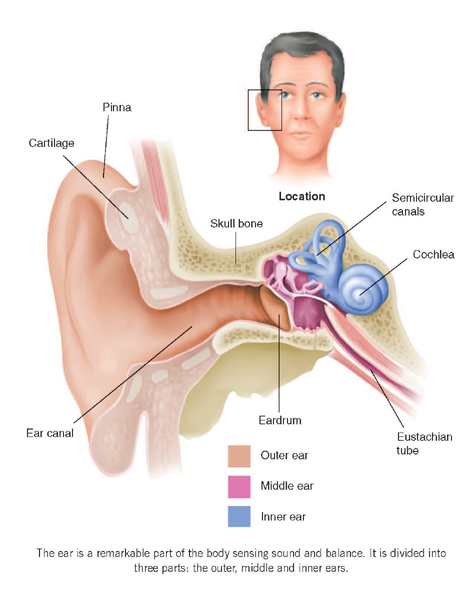 Pinna
Cartilage
Location
Semicircular
canals
Skull bone
Cochlea
Ear canal
Eardrum
Eustachian
tube
Outer ear
Middle ear
Inner ear
The ear is a remarkable part of the body sensing sound and balance. It is divided into
three parts: the outer, middle and inner ears.